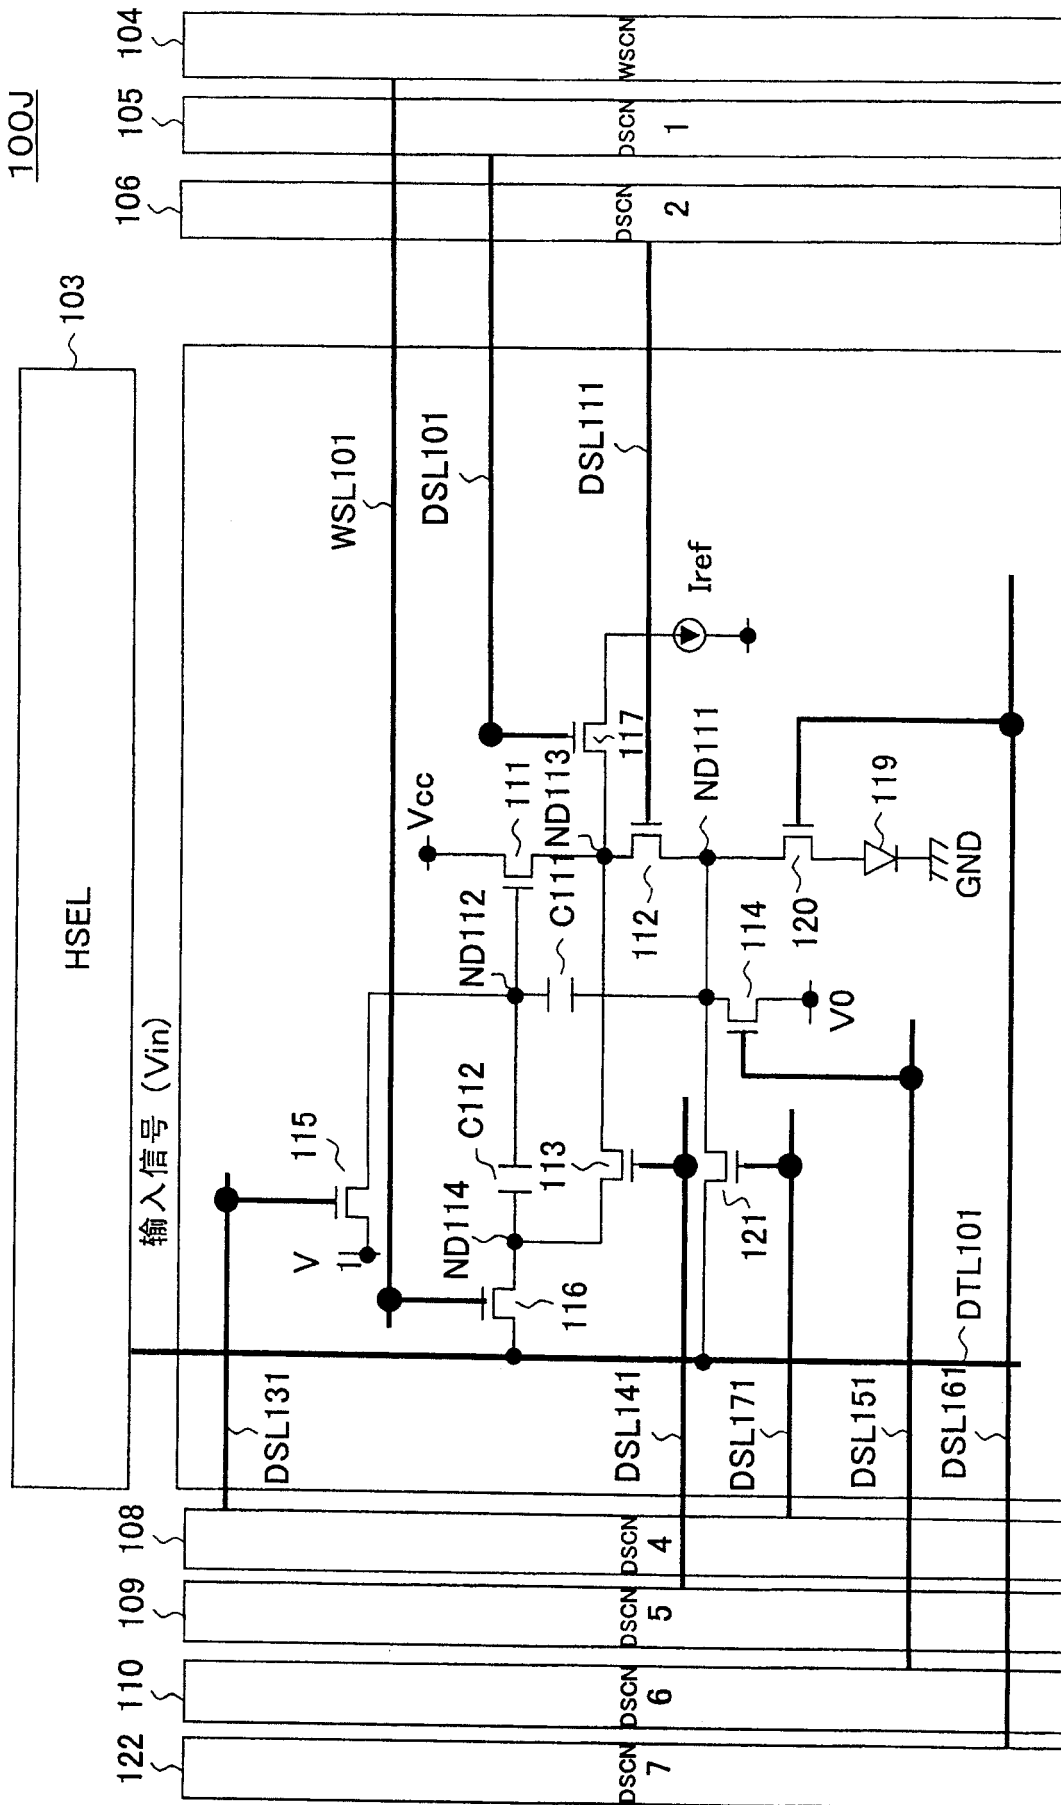 100J
HSEL
103
输入信号 (Vin)
122
110
109
108
106
105
104
DSCN
7
DSCN
6
DSCN
5
DSCN
4
DSCN
2
DSCN
1
WSCN
DSL131
V
1
115
WSL101
DSL101
DSL111
ND114
116
C112
ND112
C111
Vcc
111
ND113
117
Iref
113
112
ND111
DSL141
DSL171
121
114
V0
120
119
GND
DSL151
DSL161
DTL101